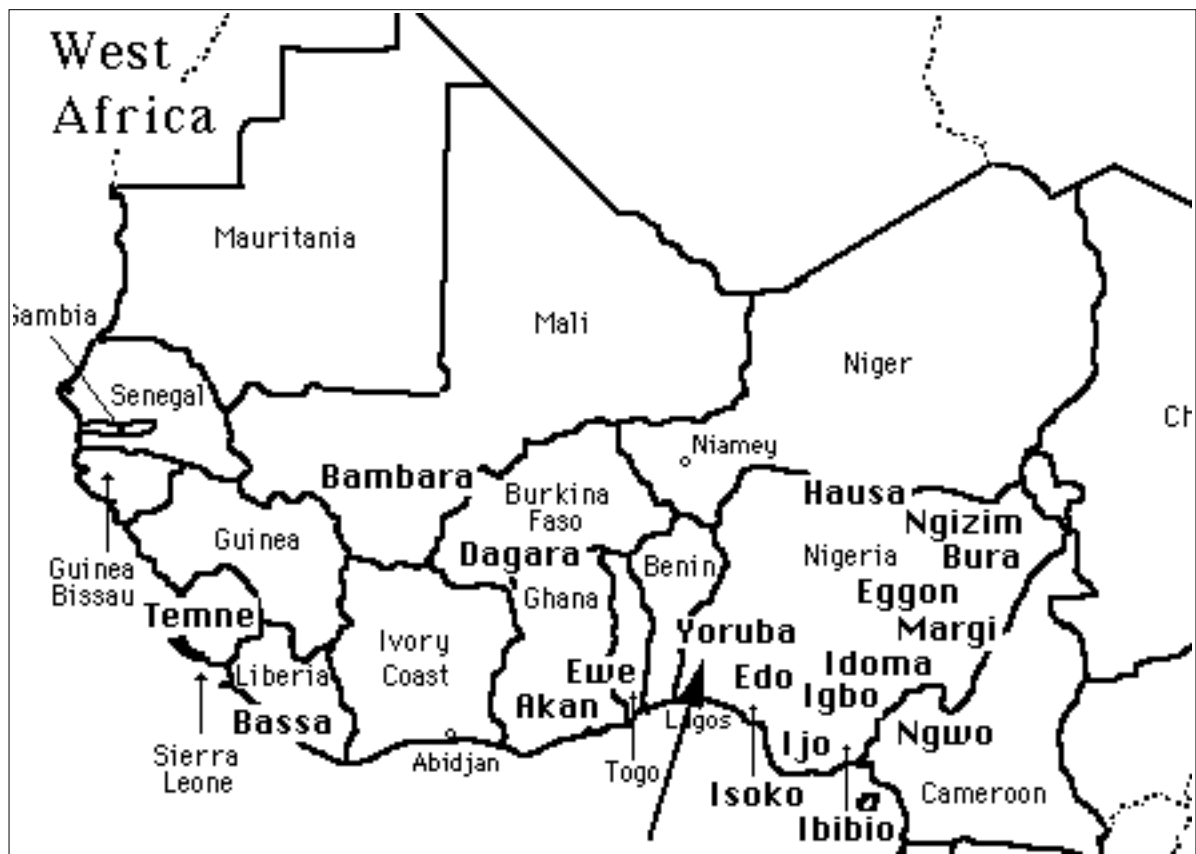 West
Africa
Mauritania
Gambia
Mali
Niger
Senegal
Ch
Niamey
Bambara
Burkina
Faso
Hausa
Ngizim
Guinea
Nigeria
Bura
Dagara
Benin
Guinea
Bissau
Ghana
Eggon
Temne
Ivory
Coast
Yoruba
Margi
Liberia
Ewe
Edo
Idoma
Igbo
Bassa
Akan
Lagos
Ijo
Ngwo
Sierra
Leone
Abidjan
Togo
Isoko
Cameroon
Ibibio